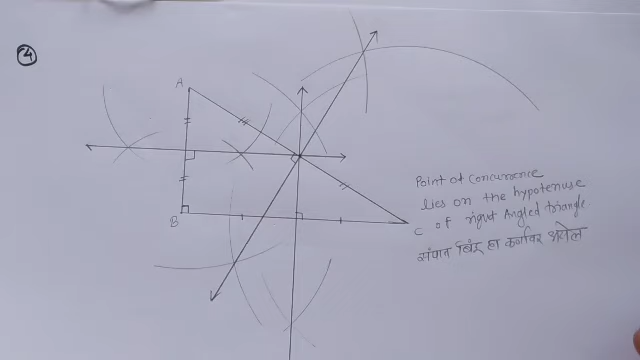 4
A
B
C
Point of Concurrence
lies on the hypotenuse
of right Angled triangle.
संपात बिंदू हा कर्णावर असेल